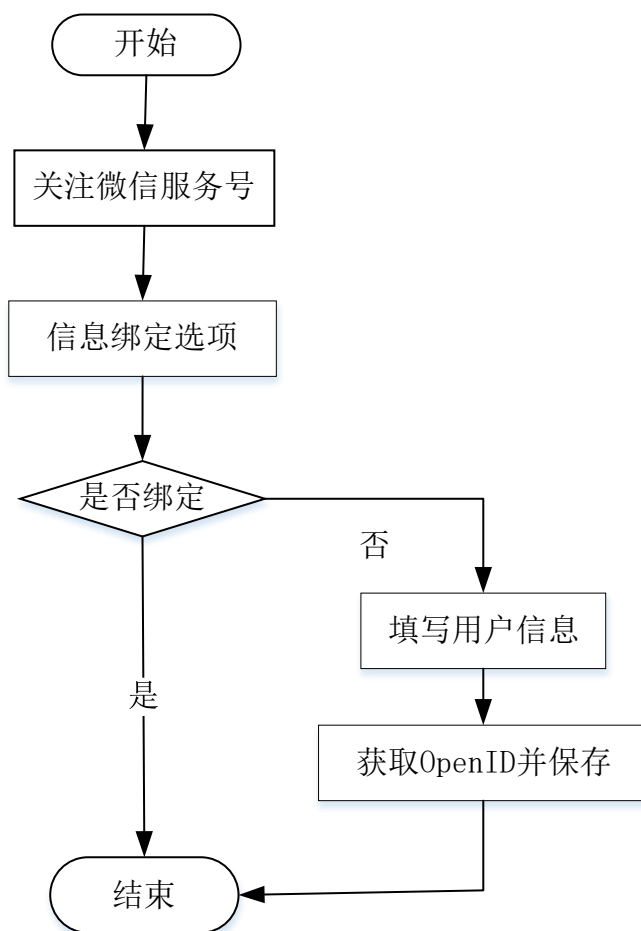 开始
关注微信服务号
信息绑定选项
是否绑定
否
填写用户信息
是
获取OpenID并保存
结束